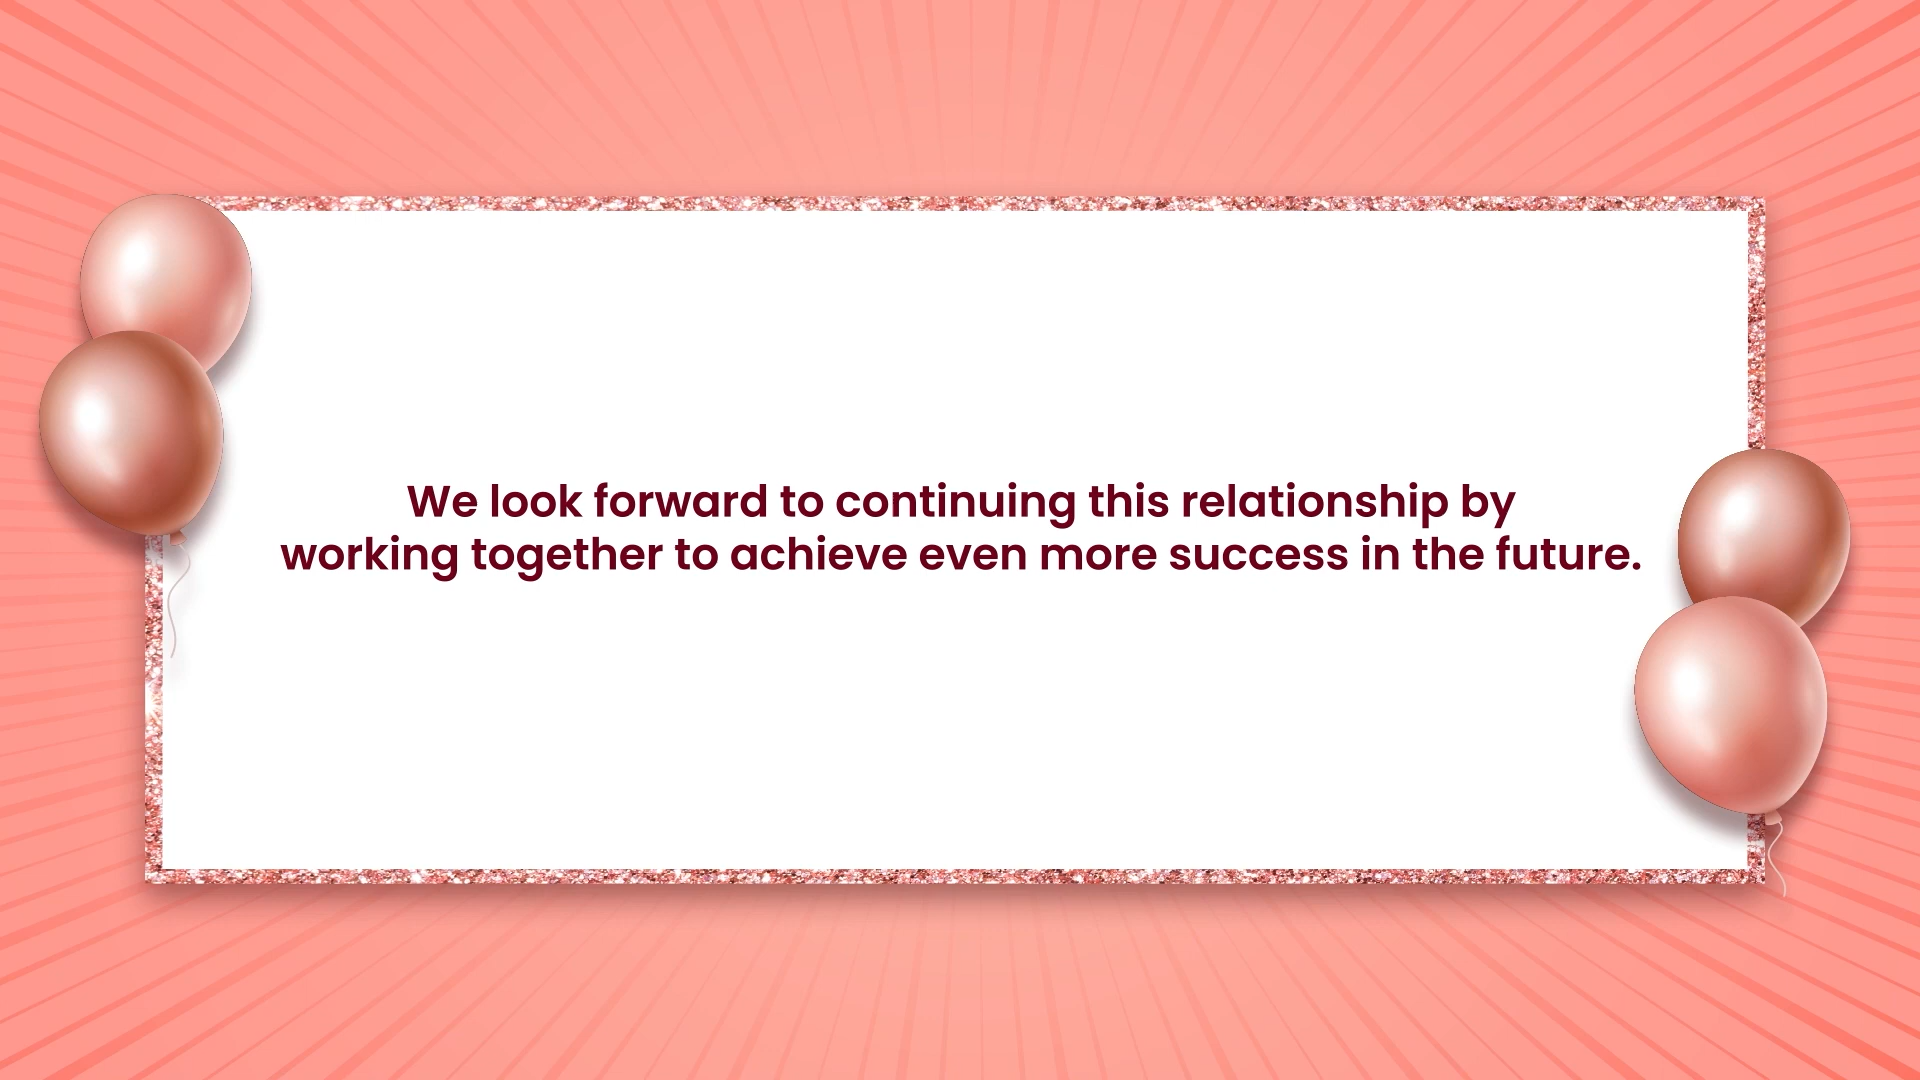 We look forward to continuing this relationship by
working together to achieve even more success in the future.